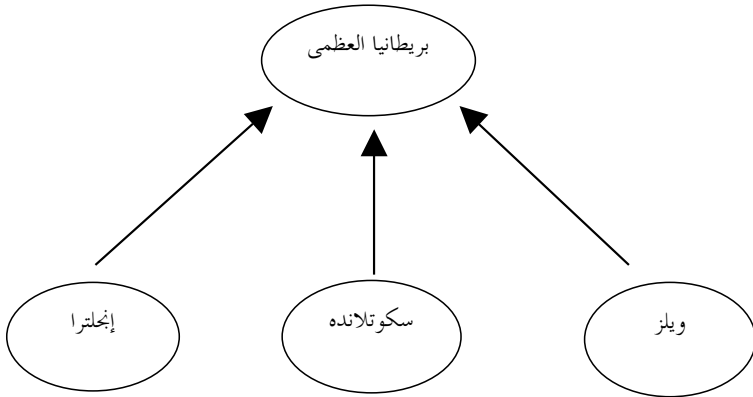 بريطانيا العظمى
ويلز
سكوتلانده
إنجلترا